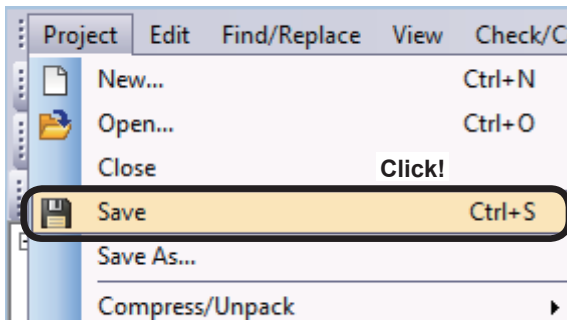 Project Edit Find/Replace View Check/C
New... Ctrl+N
Open... Ctrl+O
Close Click!
Save Ctrl+S
Save As...
Compress/Unpack